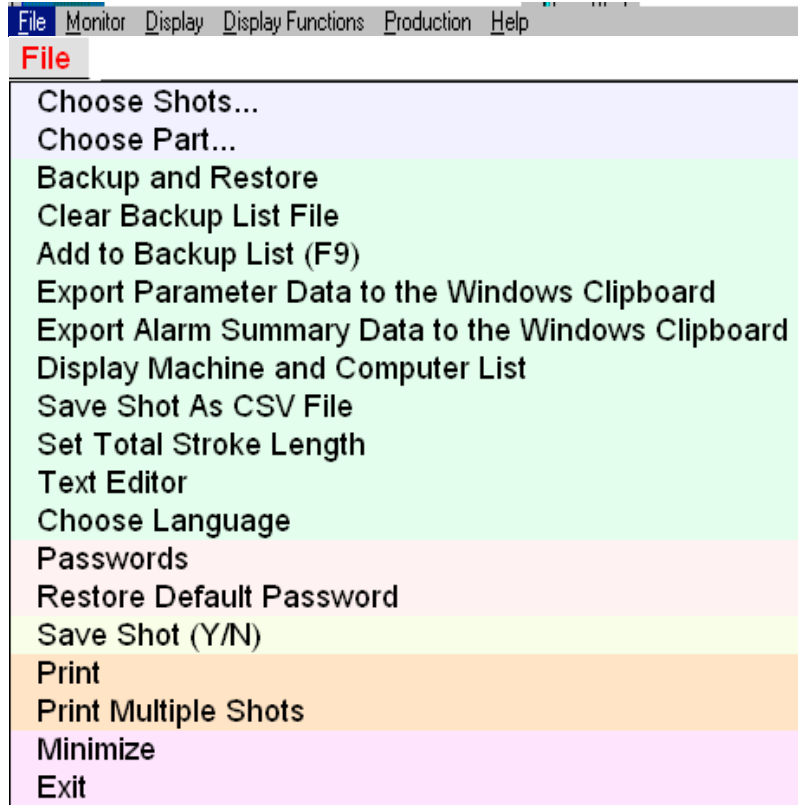 File Monitor Display Display Functions Production Help
File
Choose Shots...
Choose Part...
Backup and Restore
Clear Backup List File
Add to Backup List (F9)
Export Parameter Data to the Windows Clipboard
Export Alarm Summary Data to the Windows Clipboard
Display Machine and Computer List
Save Shot As CSV File
Set Total Stroke Length
Text Editor
Choose Language
Passwords
Restore Default Password
Save Shot (Y/N)
Print
Print Multiple Shots
Minimize
Exit